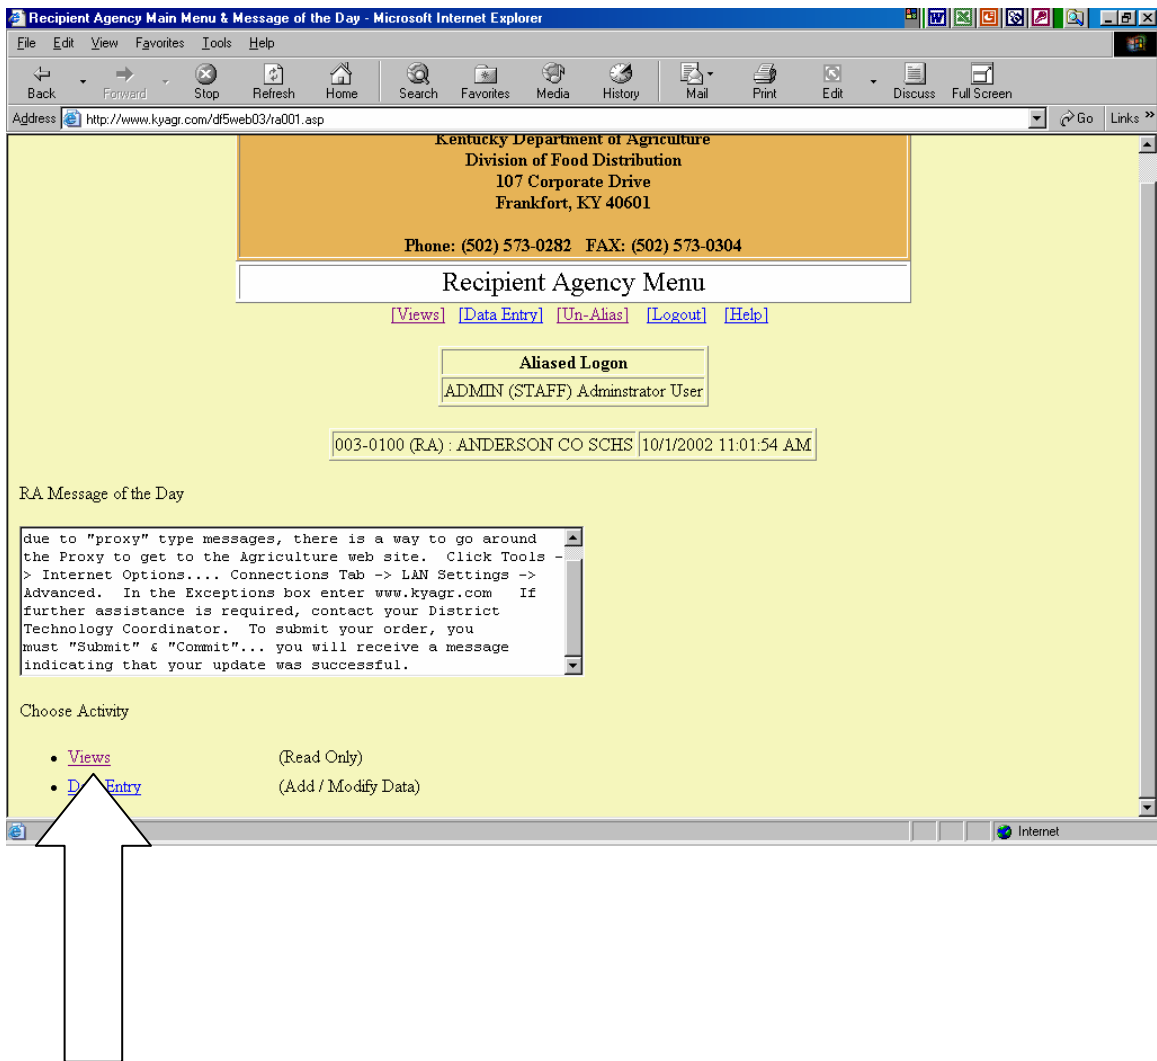 Recipient Agency Main Menu & Message of the Day - Microsoft Internet Explorer
File Edit View Favorites Tools Help
Back Forward Stop Refresh Home Search Favorites Media History Mail Print Edit Discuss Full Screen
Address http://www.kyagr.com/df5web03/ra001.asp Go Links »
Kentucky Department of Agriculture
Division of Food Distribution
107 Corporate Drive
Frankfort, KY 40601
Phone: (502) 573-0282 FAX: (502) 573-0304
Recipient Agency Menu
[Views] [Data Entry] [Un-Alias] [Logout] [Help]
Aliased Logon
ADMIN (STAFF) Adminstrator User
003-0100 (RA) : ANDERSON CO SCHS 10/1/2002 11:01:54 AM
RA Message of the Day
due to "proxy" type messages, there is a way to go around
the Proxy to get to the Agriculture web site. Click Tools -
> Internet Options.... Connections Tab -> LAN Settings ->
Advanced. In the Exceptions box enter www.kyagr.com If
further assistance is required, contact your District
Technology Coordinator. To submit your order, you
must "Submit" & "Commit"... you will receive a message
indicating that your update was successful.
Choose Activity
Views (Read Only)
Entry (Add / Modify Data)
Internet